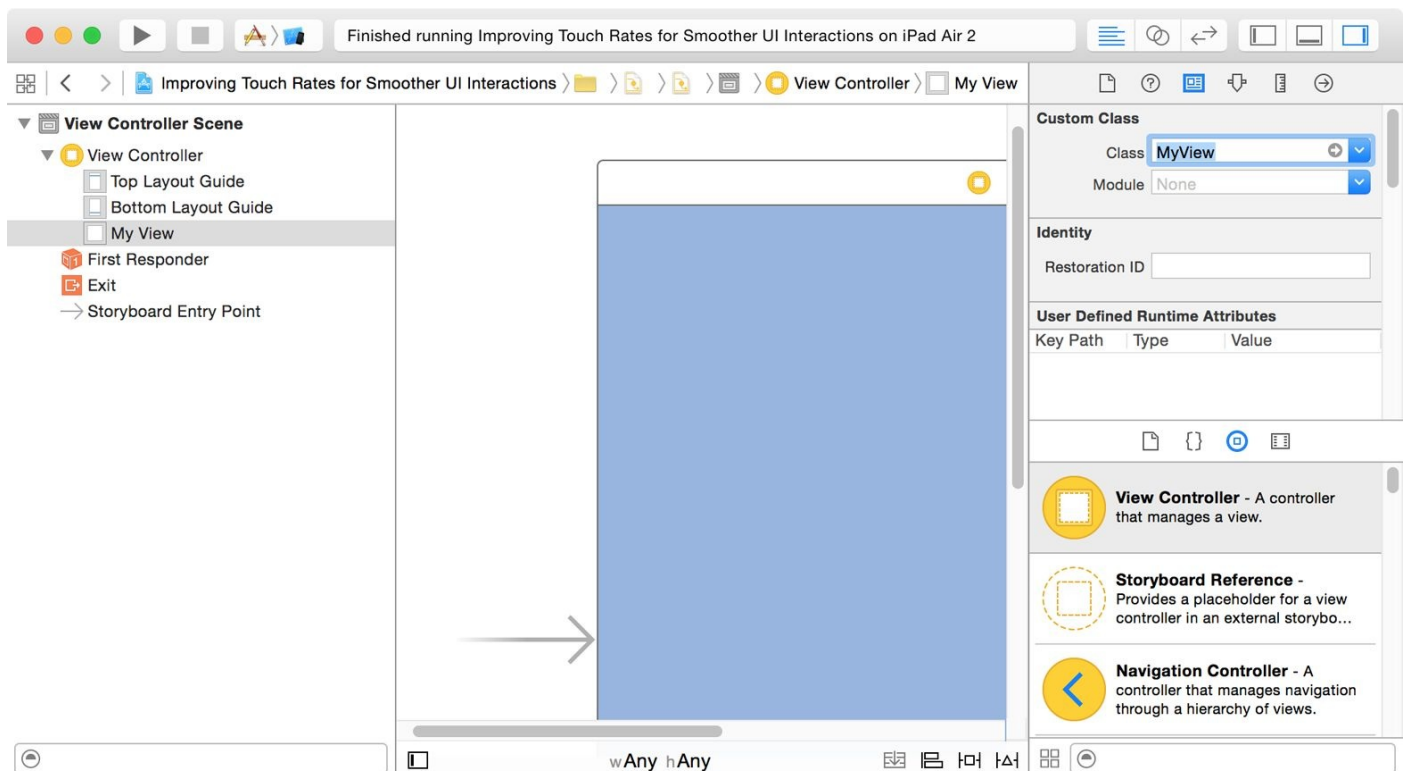 Finished running Improving Touch Rates for Smoother UI Interactions on iPad Air 2
Improving Touch Rates for Smoother UI Interactions
View Controller
My View
View Controller Scene
View Controller
Top Layout Guide
Bottom Layout Guide
My View
First Responder
Exit
Storyboard Entry Point
wAny hAny
Custom Class
Class MyView
Module None
Identity
Restoration ID
User Defined Runtime Attributes
Key Path Type Value
{}
View Controller - A controller
that manages a view.
Storyboard Reference -
Provides a placeholder for a view
controller in an external storybo...
Navigation Controller - A
controller that manages navigation
through a hierarchy of views.